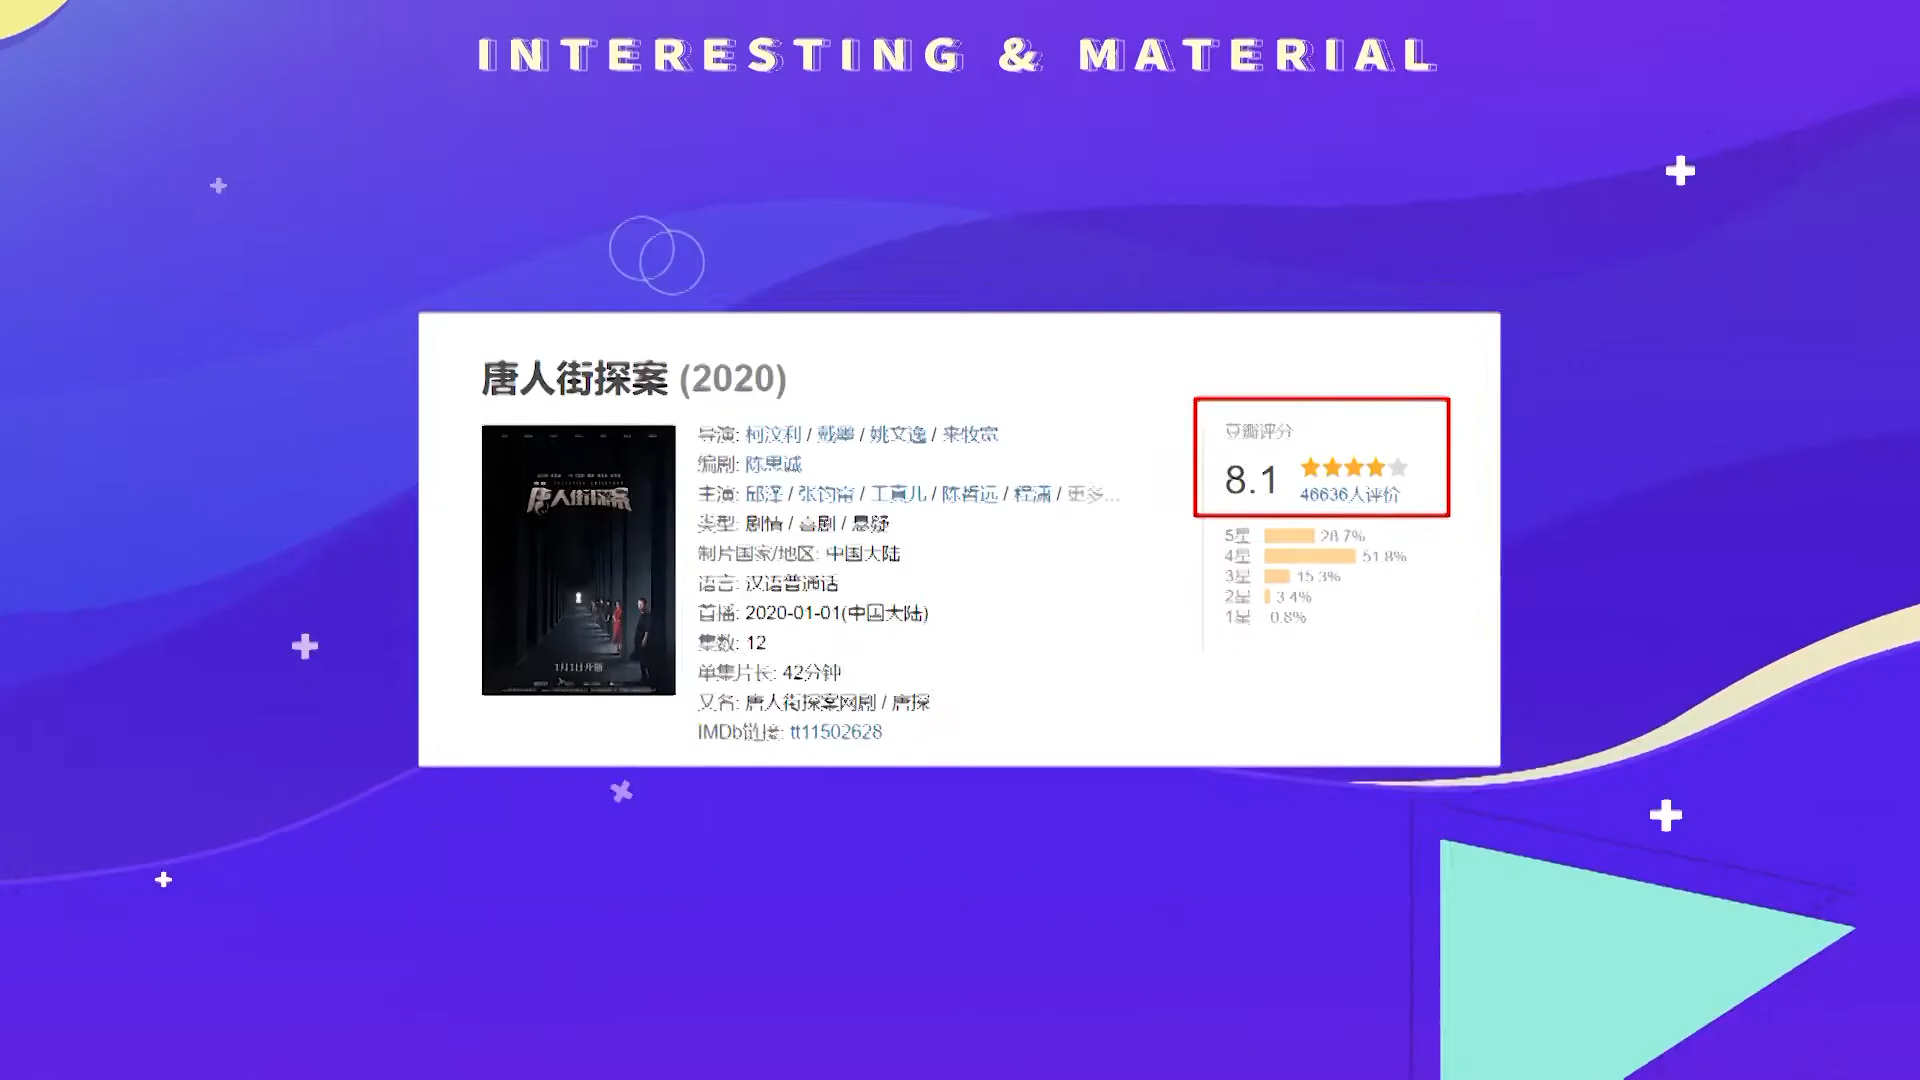 INTERESTING & MATERIAL
唐人街探案 (2020)
导演: 柯汶利 / 戴墨 / 姚文逸 / 来牧宽
编剧: 陈思诚
主演: 邱泽 / 张钧甯 / 王真儿 / 陈哲远 / 程潇 / 更多...
类型: 剧情 / 喜剧 / 悬疑
制片国家/地区: 中国大陆
语言: 汉语普通话
首播: 2020-01-01(中国大陆)
集数: 12
单集片长: 42分钟
又名: 唐人街探案网剧 / 唐探
IMDb链接: tt11502628
豆瓣评分
8.1
46636人评价
5星 28.7%
4星 51.8%
3星 15.3%
2星 3.4%
1星 0.8%
唐人街探案
1月1日开播